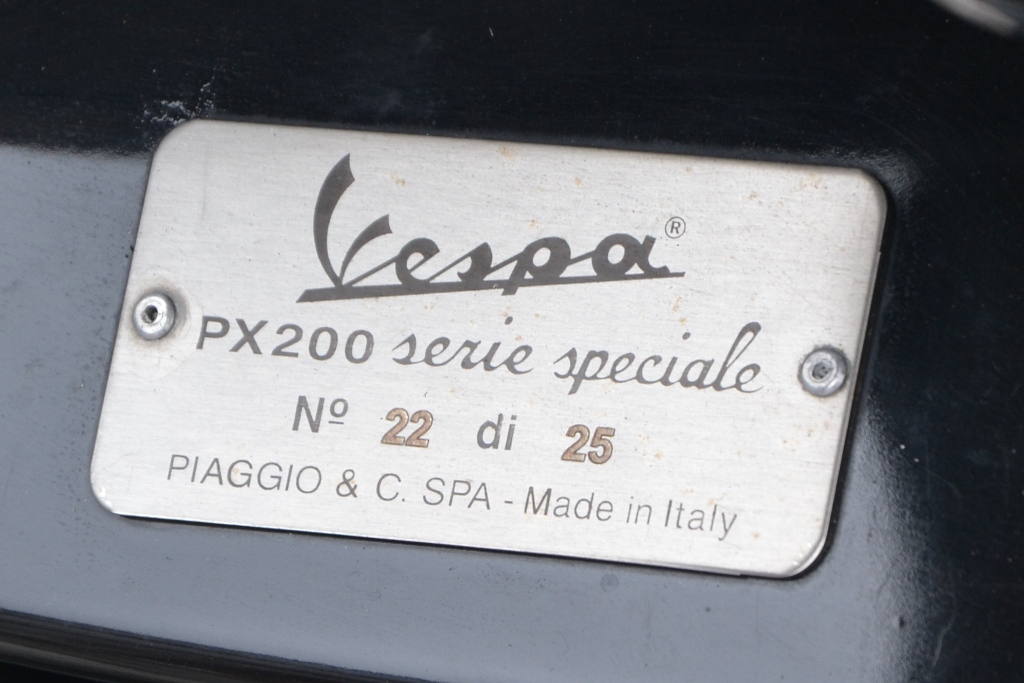 Vespa®
PX200 serie speciale
Nº 22 di 25
PIAGGIO & C. SPA - Made in Italy